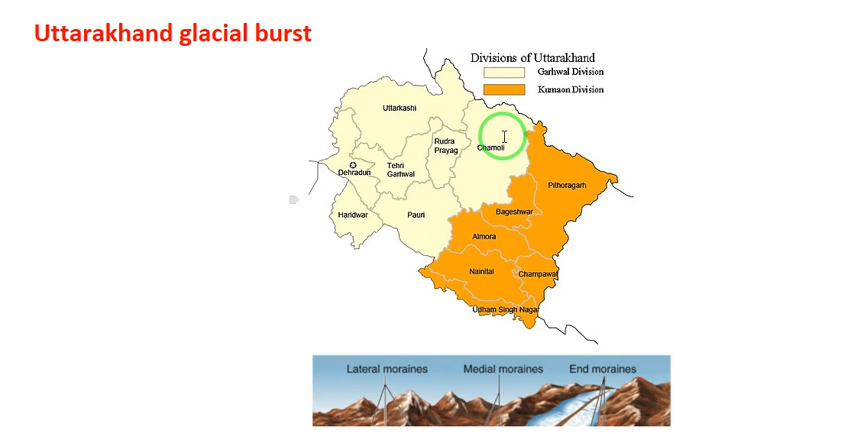 Uttarakhand glacial burst
Divisions of Uttarakhand
Garhwal Division
Kumaon Division
Uttarkashi
Rudra
Prayag
Chamoli
Tehri
Garhwal
Dehradun
Pithoragarh
Haridwar
Pauri
Bageshwar
Almora
Nainital
Champawat
Udham Singh Nagar
Lateral moraines
Medial moraines
End moraines